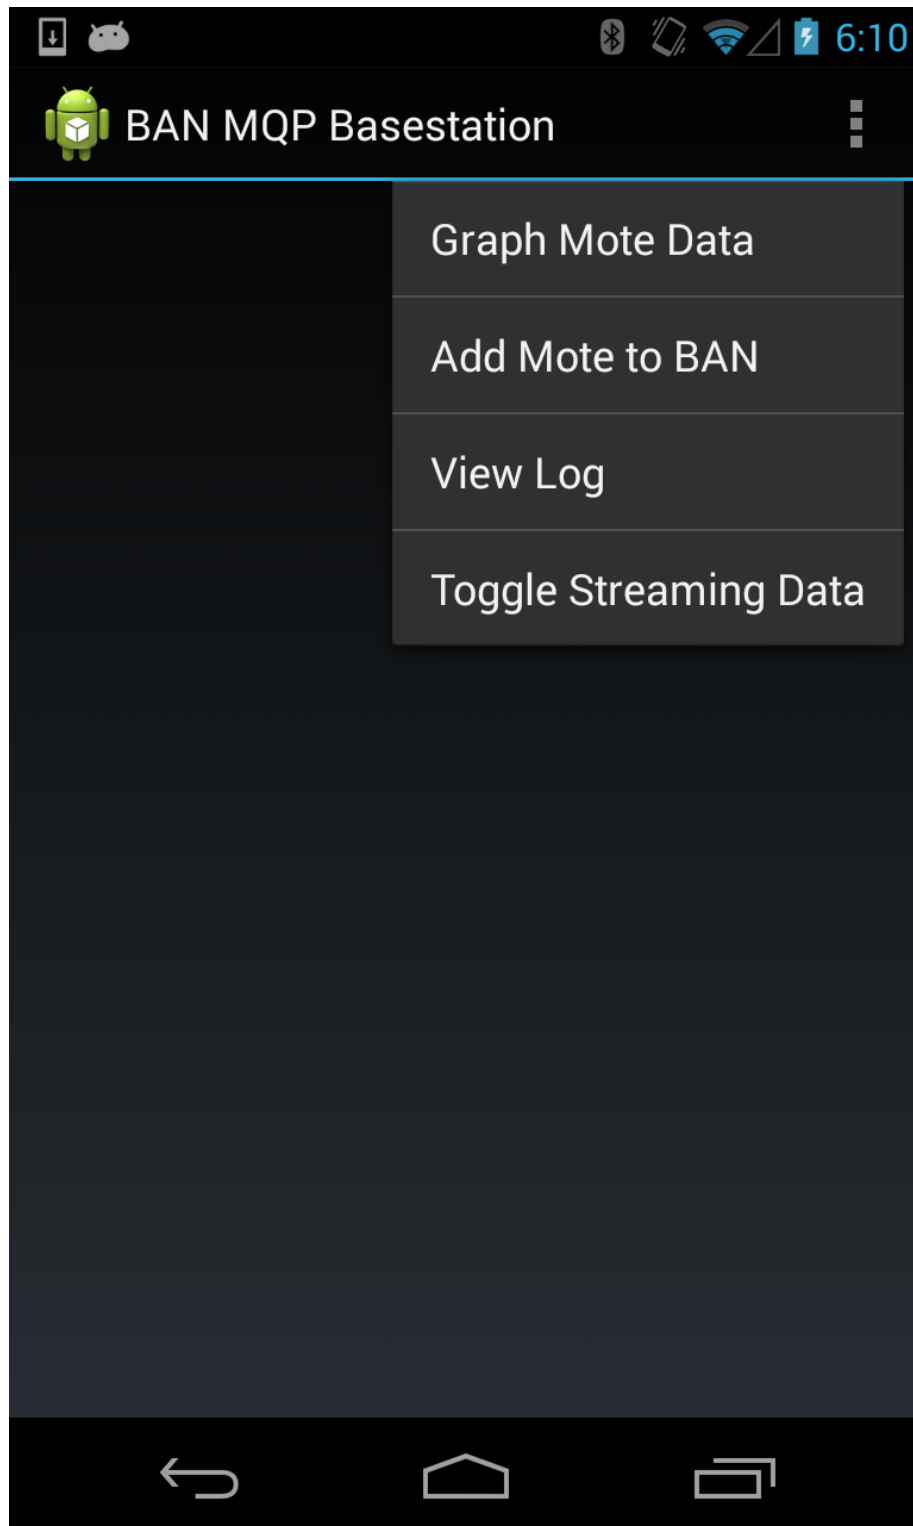 6:10
BAN MQP Basestation
Graph Mote Data
Add Mote to BAN
View Log
Toggle Streaming Data